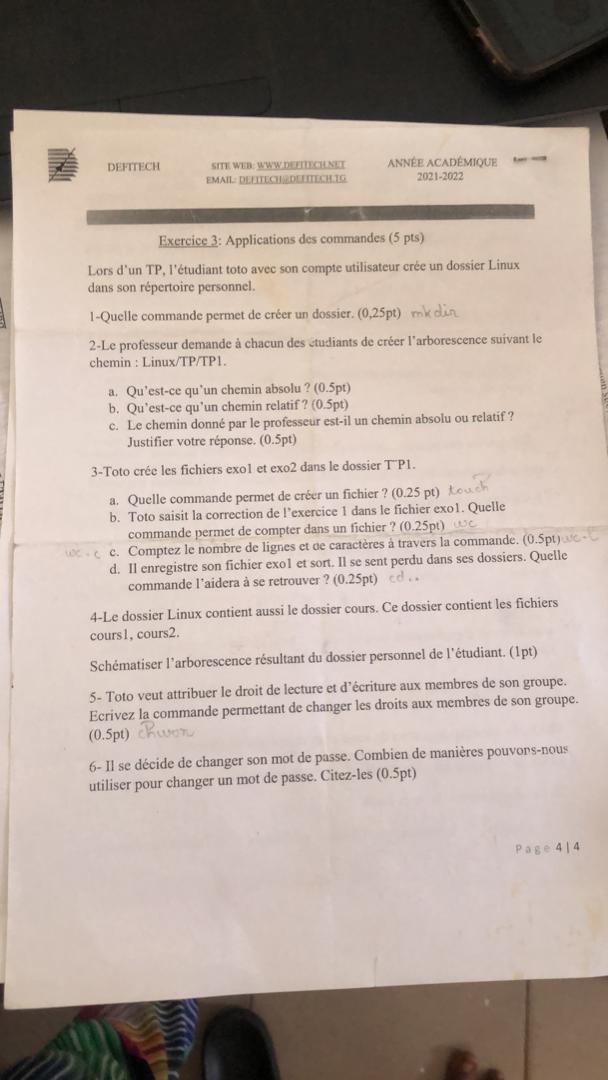 DEFITECH
SITE WEB: WWW.DEFITECH.NET
EMAIL: DEFITECH@DEFITECH.TG
ANNÉE ACADÉMIQUE
2021-2022
Exercice 3: Applications des commandes (5 pts)
Lors d'un TP, l'étudiant toto avec son compte utilisateur crée un dossier Linux
dans son répertoire personnel.
1-Quelle commande permet de créer un dossier. (0,25pt) mkdir
2-Le professeur demande à chacun des étudiants de créer l'arborescence suivant le
chemin : Linux/TP/TP1.
a. Qu'est-ce qu'un chemin absolu ? (0.5pt)
b. Qu'est-ce qu'un chemin relatif ? (0.5pt)
c. Le chemin donné par le professeur est-il un chemin absolu ou relatif ?
Justifier votre réponse. (0.5pt)
3-Toto crée les fichiers exo1 et exo2 dans le dossier TP1.
a. Quelle commande permet de créer un fichier ? (0.25 pt) touch
b. Toto saisit la correction de l'exercice 1 dans le fichier exo1. Quelle
commande permet de compter dans un fichier ? (0.25pt) wc
wc -c c. Comptez le nombre de lignes et de caractères à travers la commande. (0.5pt) wc -l
d. Il enregistre son fichier exo1 et sort. Il se sent perdu dans ses dossiers. Quelle
commande l'aidera à se retrouver ? (0.25pt) cd ..
4-Le dossier Linux contient aussi le dossier cours. Ce dossier contient les fichiers
cours1, cours2.
Schématiser l'arborescence résultant du dossier personnel de l'étudiant. (1pt)
5- Toto veut attribuer le droit de lecture et d'écriture aux membres de son groupe.
Ecrivez la commande permettant de changer les droits aux membres de son groupe.
(0.5pt)
6- Il se décide de changer son mot de passe. Combien de manières pouvons-nous
utiliser pour changer un mot de passe. Citez-les (0.5pt)
Page 4|4